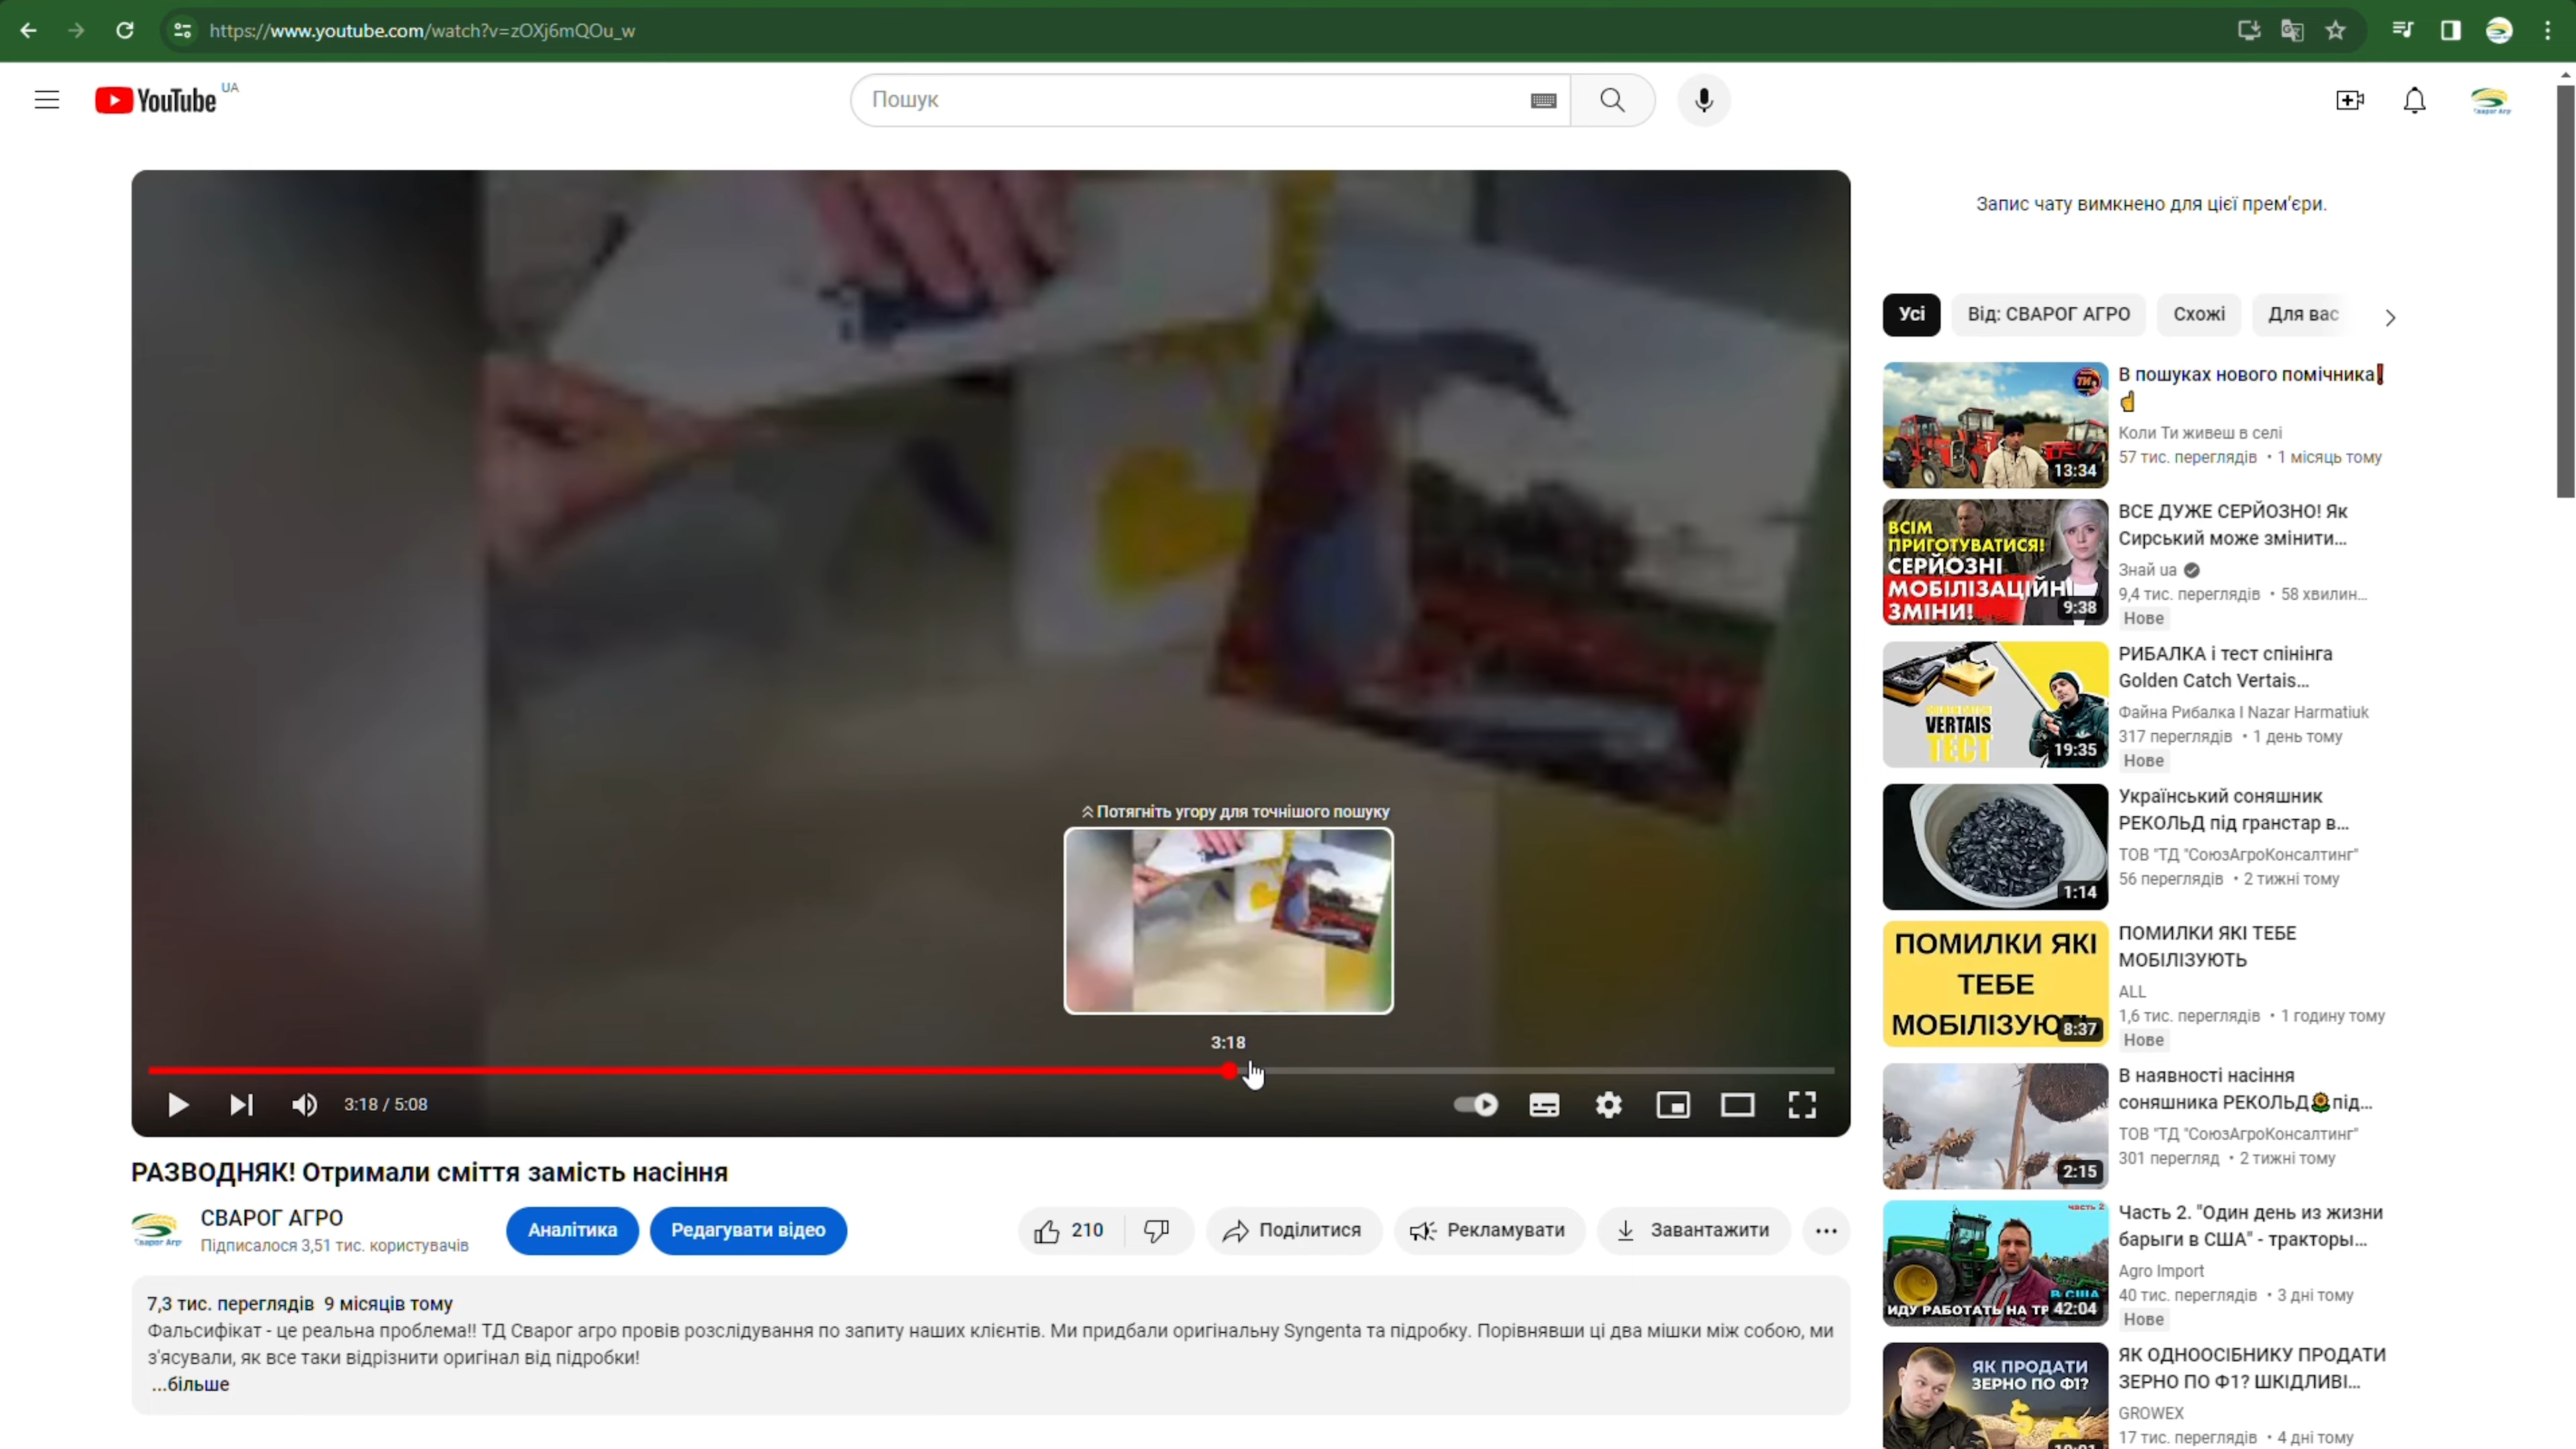 https://www.youtube.com/watch?v=zOXj6mQOu_w
YouTube UA
Пошук
Запис чату вимкнено для цієї прем'єри.
Усі
Від: СВАРОГ АГРО
Схожі
Для вас
В пошуках нового помічника❗
☝
Коли Ти живеш в селі
57 тис. переглядів • 1 місяць тому
13:34
ВСІМ
ПРИГОТУВАТИСЯ!
СЕРЙОЗНІ
МОБІЛІЗАЦІЙНІ
ЗМІНИ!
9:38
ВСЕ ДУЖЕ СЕРЙОЗНО! Як
Сирський може змінити...
Знай ua
9,4 тис. переглядів • 58 хвилин...
Нове
VERTAIS
ТЕСТ
19:35
РИБАЛКА і тест спінінга
Golden Catch Vertais...
Файна Рибалка I Nazar Harmatiuk
317 переглядів • 1 день тому
Нове
1:14
Український соняшник
РЕКОЛЬД під гранстар в...
ТОВ "ТД "СоюзАгроКонсалтинг"
56 переглядів • 2 тижні тому
ПОМИЛКИ ЯКІ
ТЕБЕ
МОБІЛІЗУЮТЬ
8:37
ПОМИЛКИ ЯКІ ТЕБЕ
МОБІЛІЗУЮТЬ
ALL
1,6 тис. переглядів • 1 годину тому
Нове
2:15
В наявності насіння
соняшника РЕКОЛЬД🌻під...
ТОВ "ТД "СоюзАгроКонсалтинг"
301 перегляд • 2 тижні тому
часть 2
В США
ИДУ РАБОТАТЬ НА ТР
42:04
Часть 2. "Один день из жизни
барыги в США" - тракторы...
Agro Import
40 тис. переглядів • 3 дні тому
Нове
ЯК ПРОДАТИ
ЗЕРНО ПО Ф1?
ЯК ОДНООСІБНИКУ ПРОДАТИ
ЗЕРНО ПО Ф1? ШКІДЛИВІ...
GROWEX
17 тис. переглядів • 4 дні тому
Потягніть угору для точнішого пошуку
3:18
3:18 / 5:08
РАЗВОДНЯК! Отримали сміття замість насіння
СВАРОГ АГРО
Підписалося 3,51 тис. користувачів
Аналітика
Редагувати відео
210
Поділитися
Рекламувати
Завантажити
7,3 тис. переглядів 9 місяців тому
Фальсифікат - це реальна проблема!! ТД Сварог агро провів розслідування по запиту наших клієнтів. Ми придбали оригінальну Syngenta та підробку. Порівнявши ці два мішки між собою, ми
з'ясували, як все таки відрізнити оригінал від підробки!
...більше